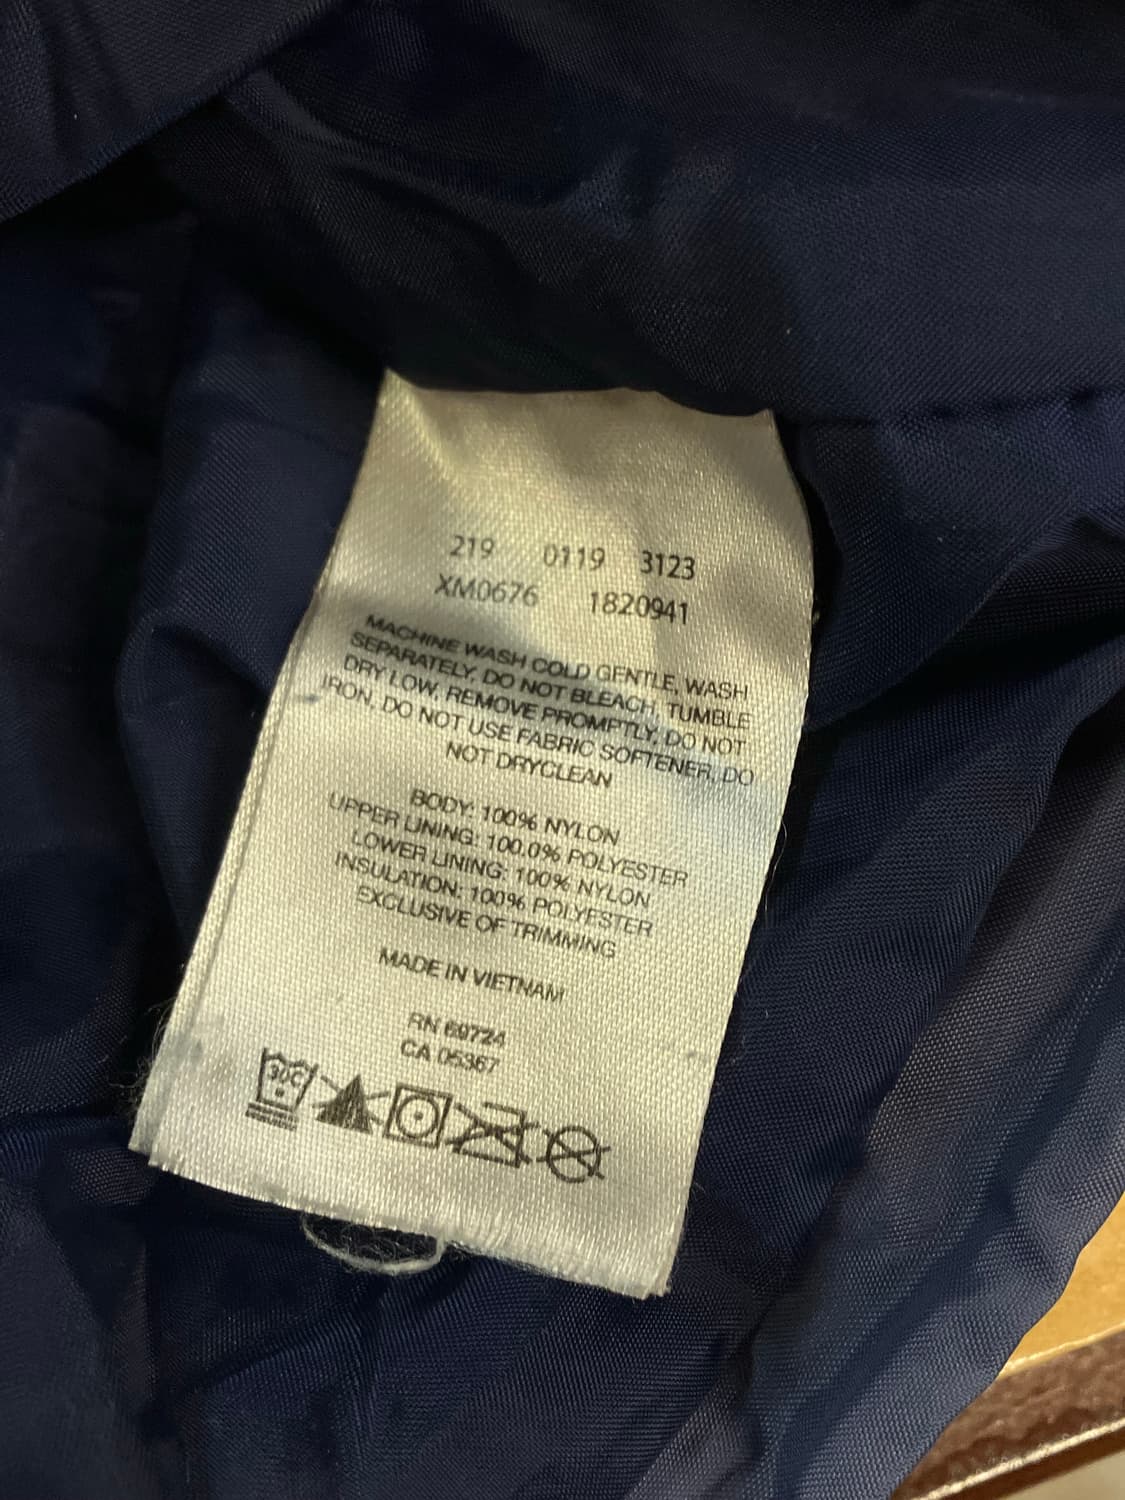 219 0119 3123
XM0676 1820941
MACHINE WASH COLD GENTLE, WASH
SEPARATELY, DO NOT BLEACH, TUMBLE
DRY LOW, REMOVE PROMPTLY, DO NOT
IRON, DO NOT USE FABRIC SOFTENER, DO
NOT DRYCLEAN
BODY: 100% NYLON
UPPER LINING: 100.0% POLYESTER
LOWER LINING: 100% NYLON
INSULATION: 100% POLYESTER
EXCLUSIVE OF TRIMMING
MADE IN VIETNAM
RN 69724
CA 05367
30C